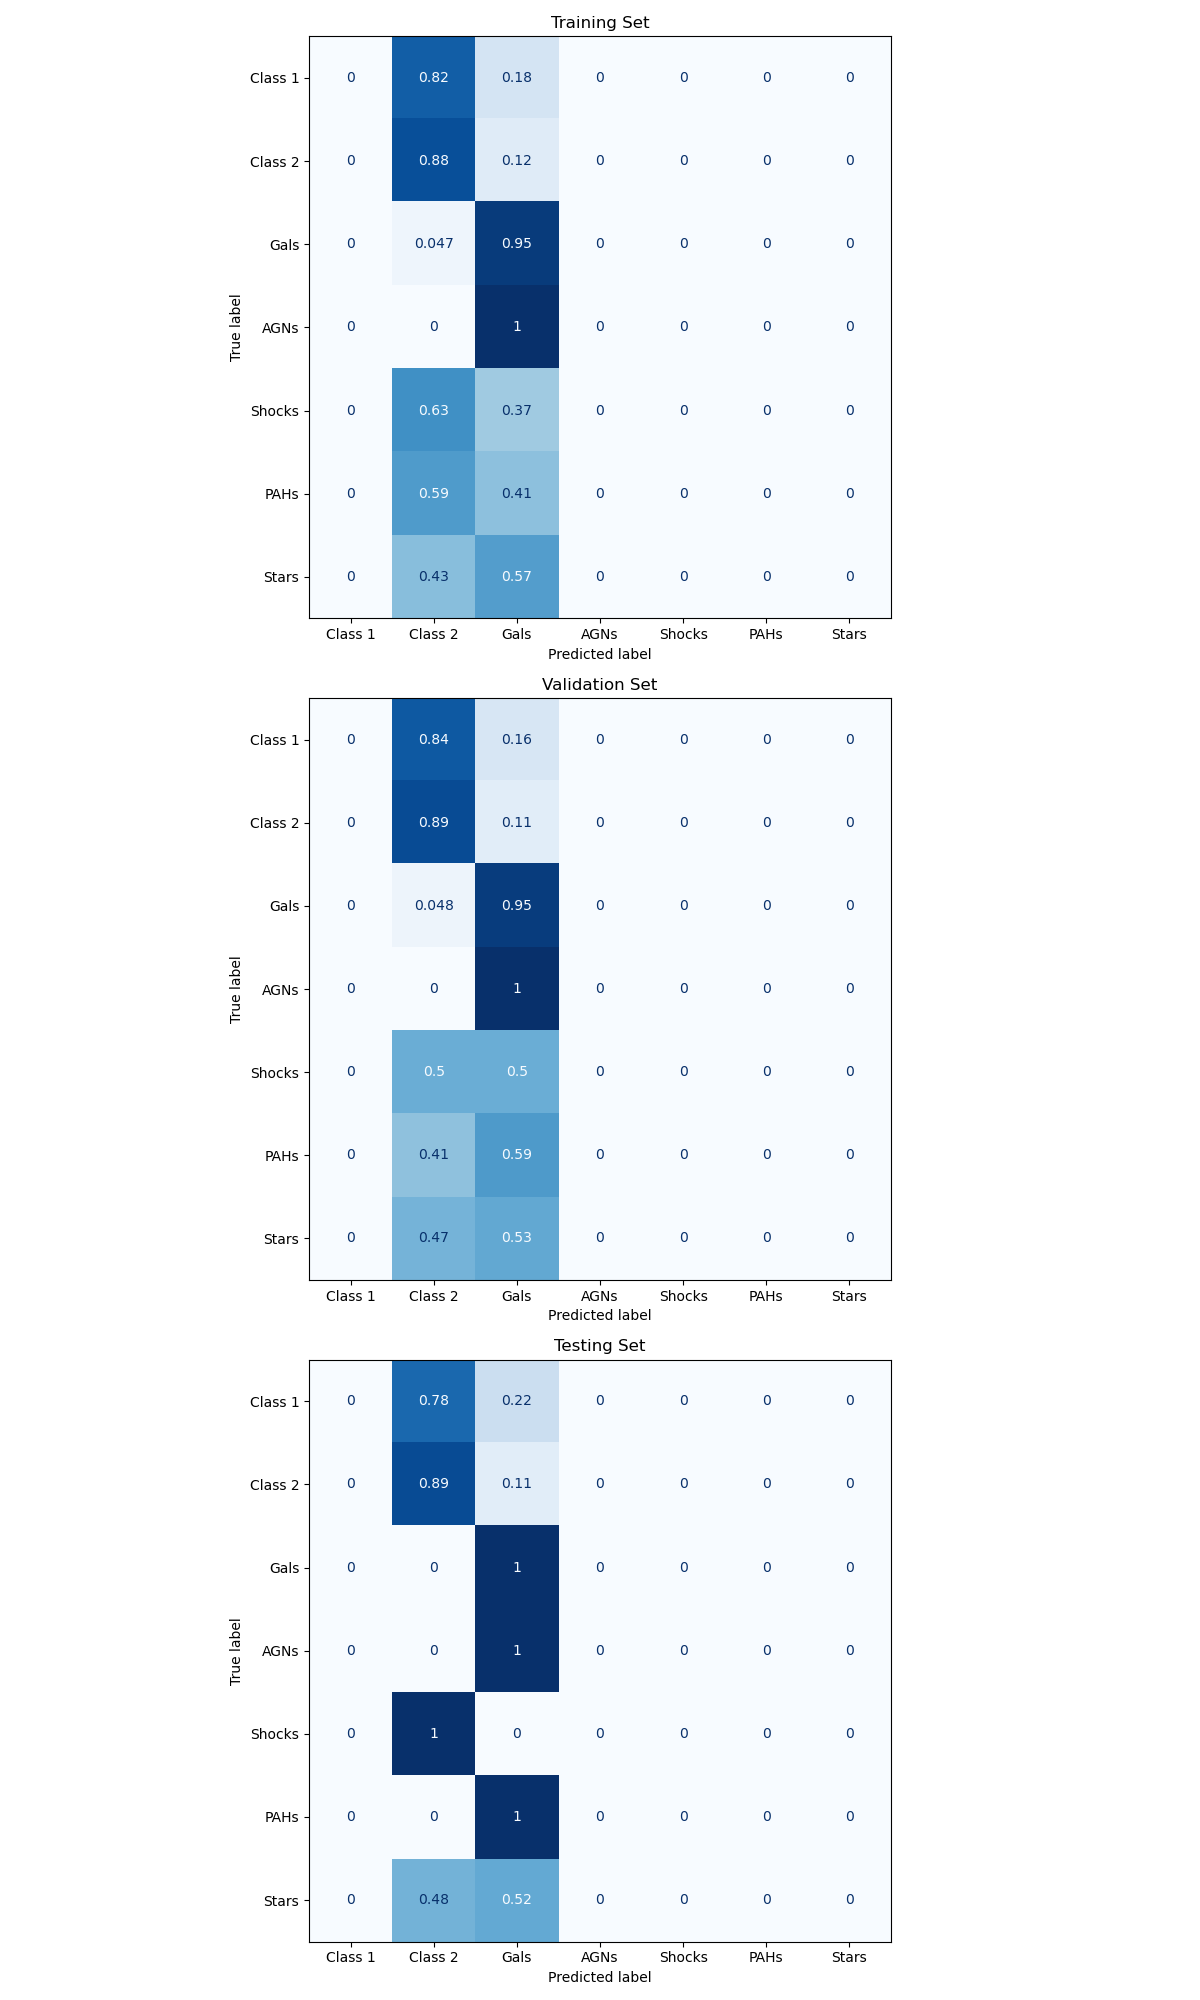 Training Set
Class 1 0 0.82 0.18 0 0 0 0
Class 2 0 0.88 0.12 0 0 0 0
Gals 0 0.047 0.95 0 0 0 0
AGNs 0 0 1 0 0 0 0
Shocks 0 0.63 0.37 0 0 0 0
PAHs 0 0.59 0.41 0 0 0 0
Stars 0 0.43 0.57 0 0 0 0
True label
Class 1 Class 2 Gals AGNs Shocks PAHs Stars
Predicted label
Validation Set
Class 1 0 0.84 0.16 0 0 0 0
Class 2 0 0.89 0.11 0 0 0 0
Gals 0 0.048 0.95 0 0 0 0
AGNs 0 0 1 0 0 0 0
Shocks 0 0.5 0.5 0 0 0 0
PAHs 0 0.41 0.59 0 0 0 0
Stars 0 0.47 0.53 0 0 0 0
True label
Class 1 Class 2 Gals AGNs Shocks PAHs Stars
Predicted label
Testing Set
Class 1 0 0.78 0.22 0 0 0 0
Class 2 0 0.89 0.11 0 0 0 0
Gals 0 0 1 0 0 0 0
AGNs 0 0 1 0 0 0 0
Shocks 0 1 0 0 0 0 0
PAHs 0 0 1 0 0 0 0
Stars 0 0.48 0.52 0 0 0 0
True label
Class 1 Class 2 Gals AGNs Shocks PAHs Stars
Predicted label